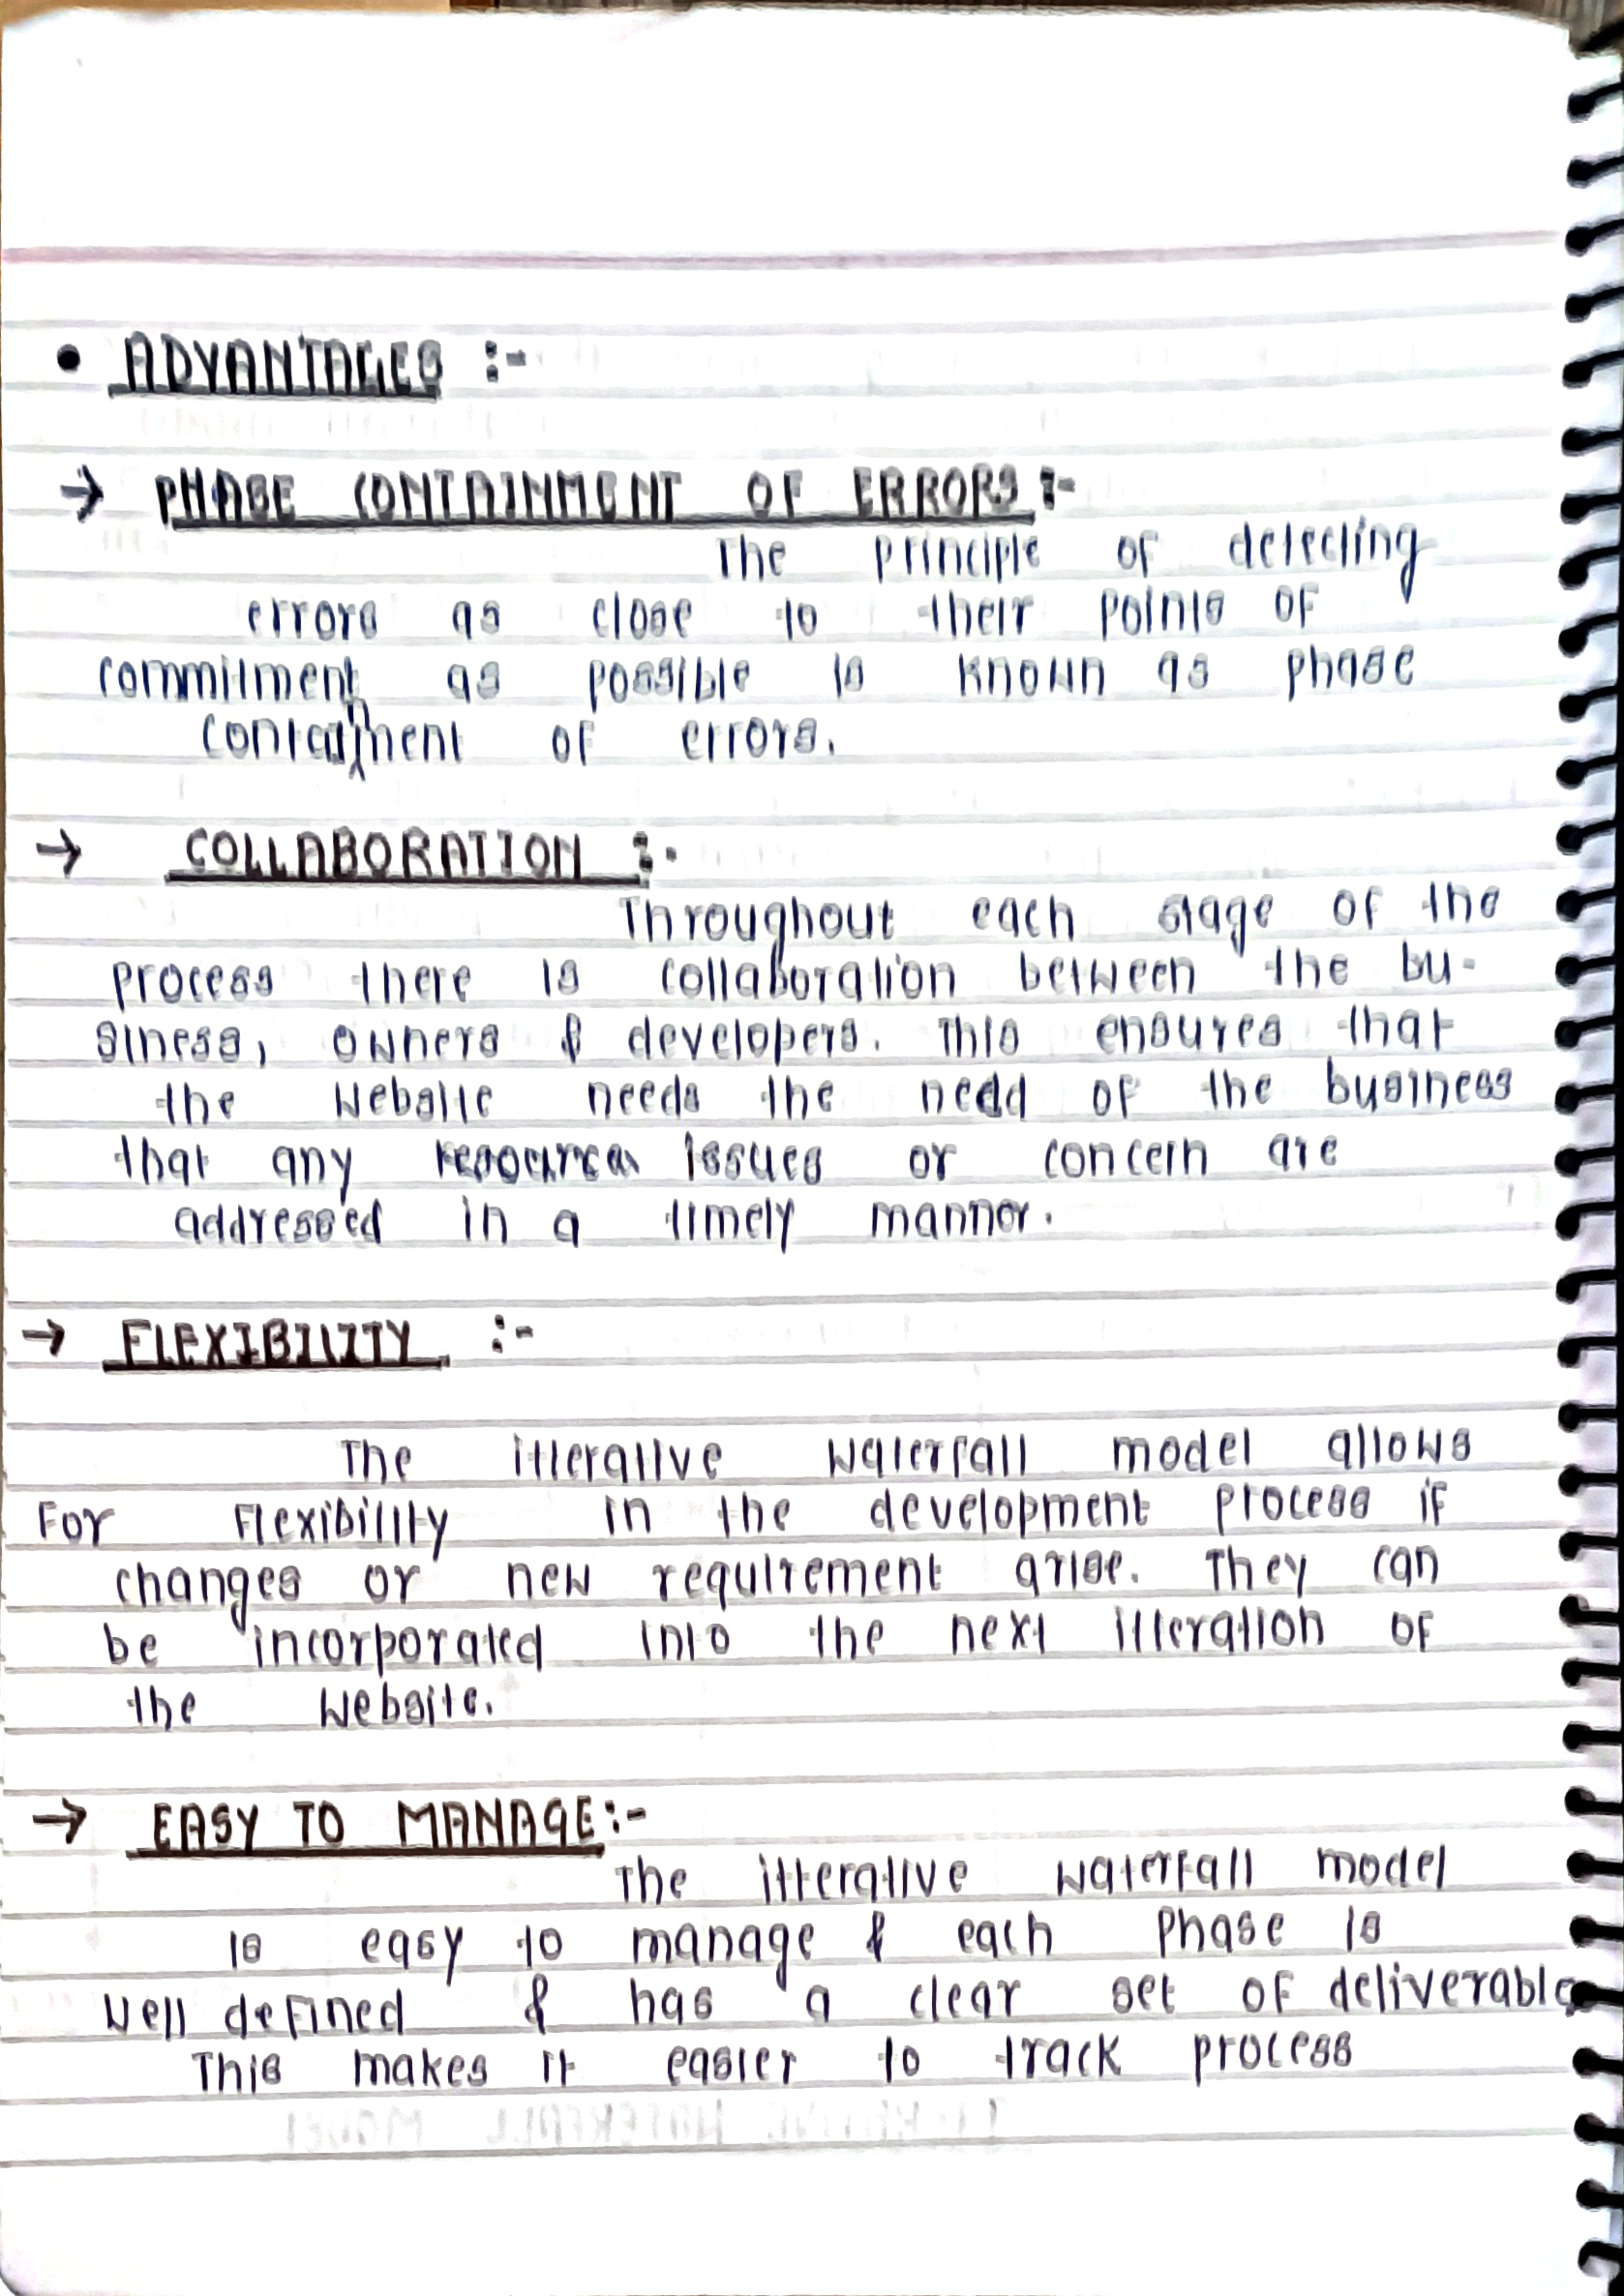 • ADVANTAGES :-
→ PHASE CONTAINMENT OF ERRORS :-
The principle of detecting
errors as close to their points of
commitment as possible is known as phase
containment of errors.
→ COLLABORATION :-
Throughout each stage of the
process there is collaboration between the bu-
siness, owners & developers. This ensures that
the website needs the need of the business
that any issues or concern are
addressed in a timely manner.
→ FLEXIBILITY :-
The itterative waterfall model allows
for flexibility in the development process if
changes or new requirement arise. They can
be incorporated into the next itteration of
the website.
→ EASY TO MANAGE :-
The itterative waterfall model
is easy to manage & each phase is
well defined & has a clear set of deliverable
This makes it easier to track process